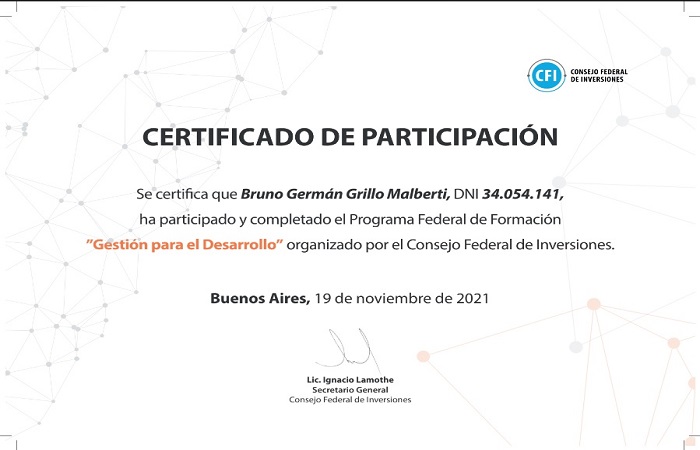 CFI
CONSEJO FEDERAL
DE INVERSIONES
CERTIFICADO DE PARTICIPACIÓN
Se certifica que Bruno Germán Grillo Malberti, DNI 34.054.141,
ha participado y completado el Programa Federal de Formación
”Gestión para el Desarrollo” organizado por el Consejo Federal de Inversiones.
Buenos Aires, 19 de noviembre de 2021
Lic. Ignacio Lamothe
Secretario General
Consejo Federal de Inversiones